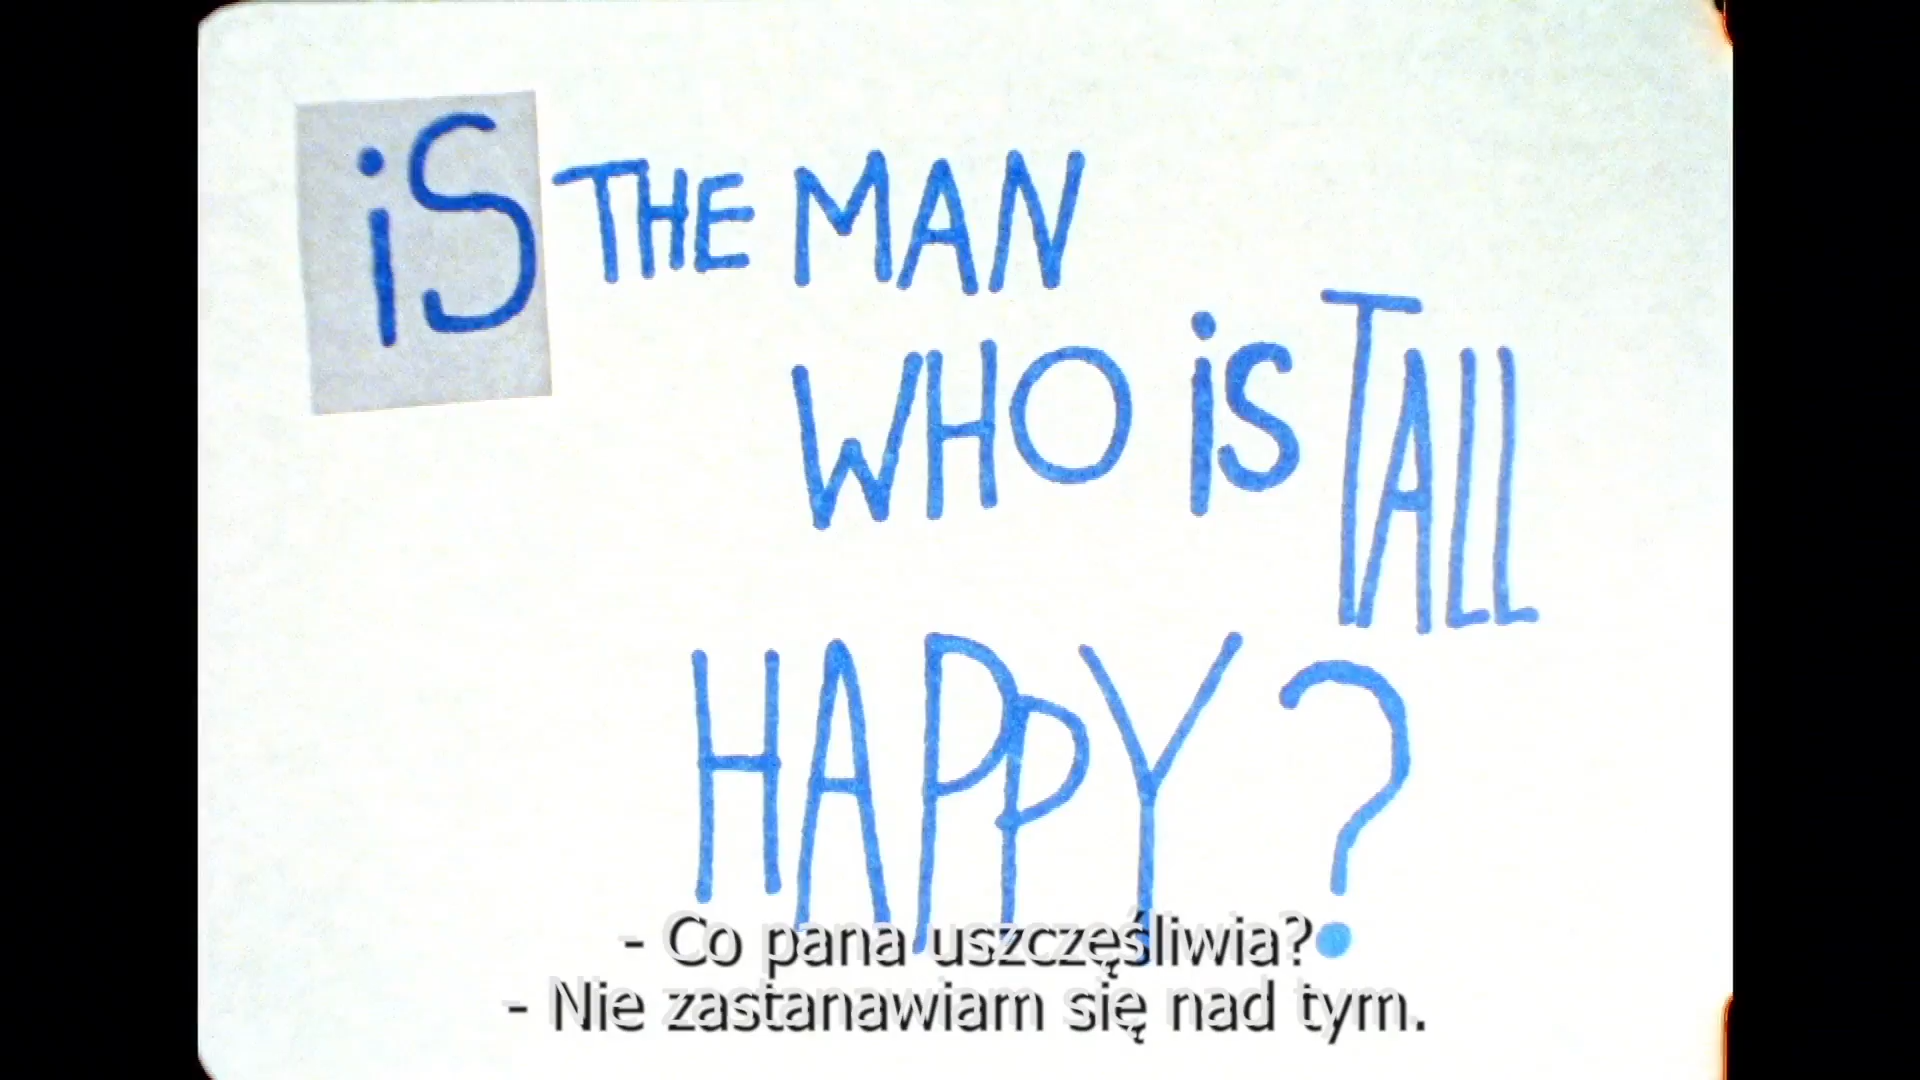 iS THE MAN
WHO iS TALL
HAPPY?
- Co pana uszczęśliwia?
- Nie zastanawiam się nad tym.